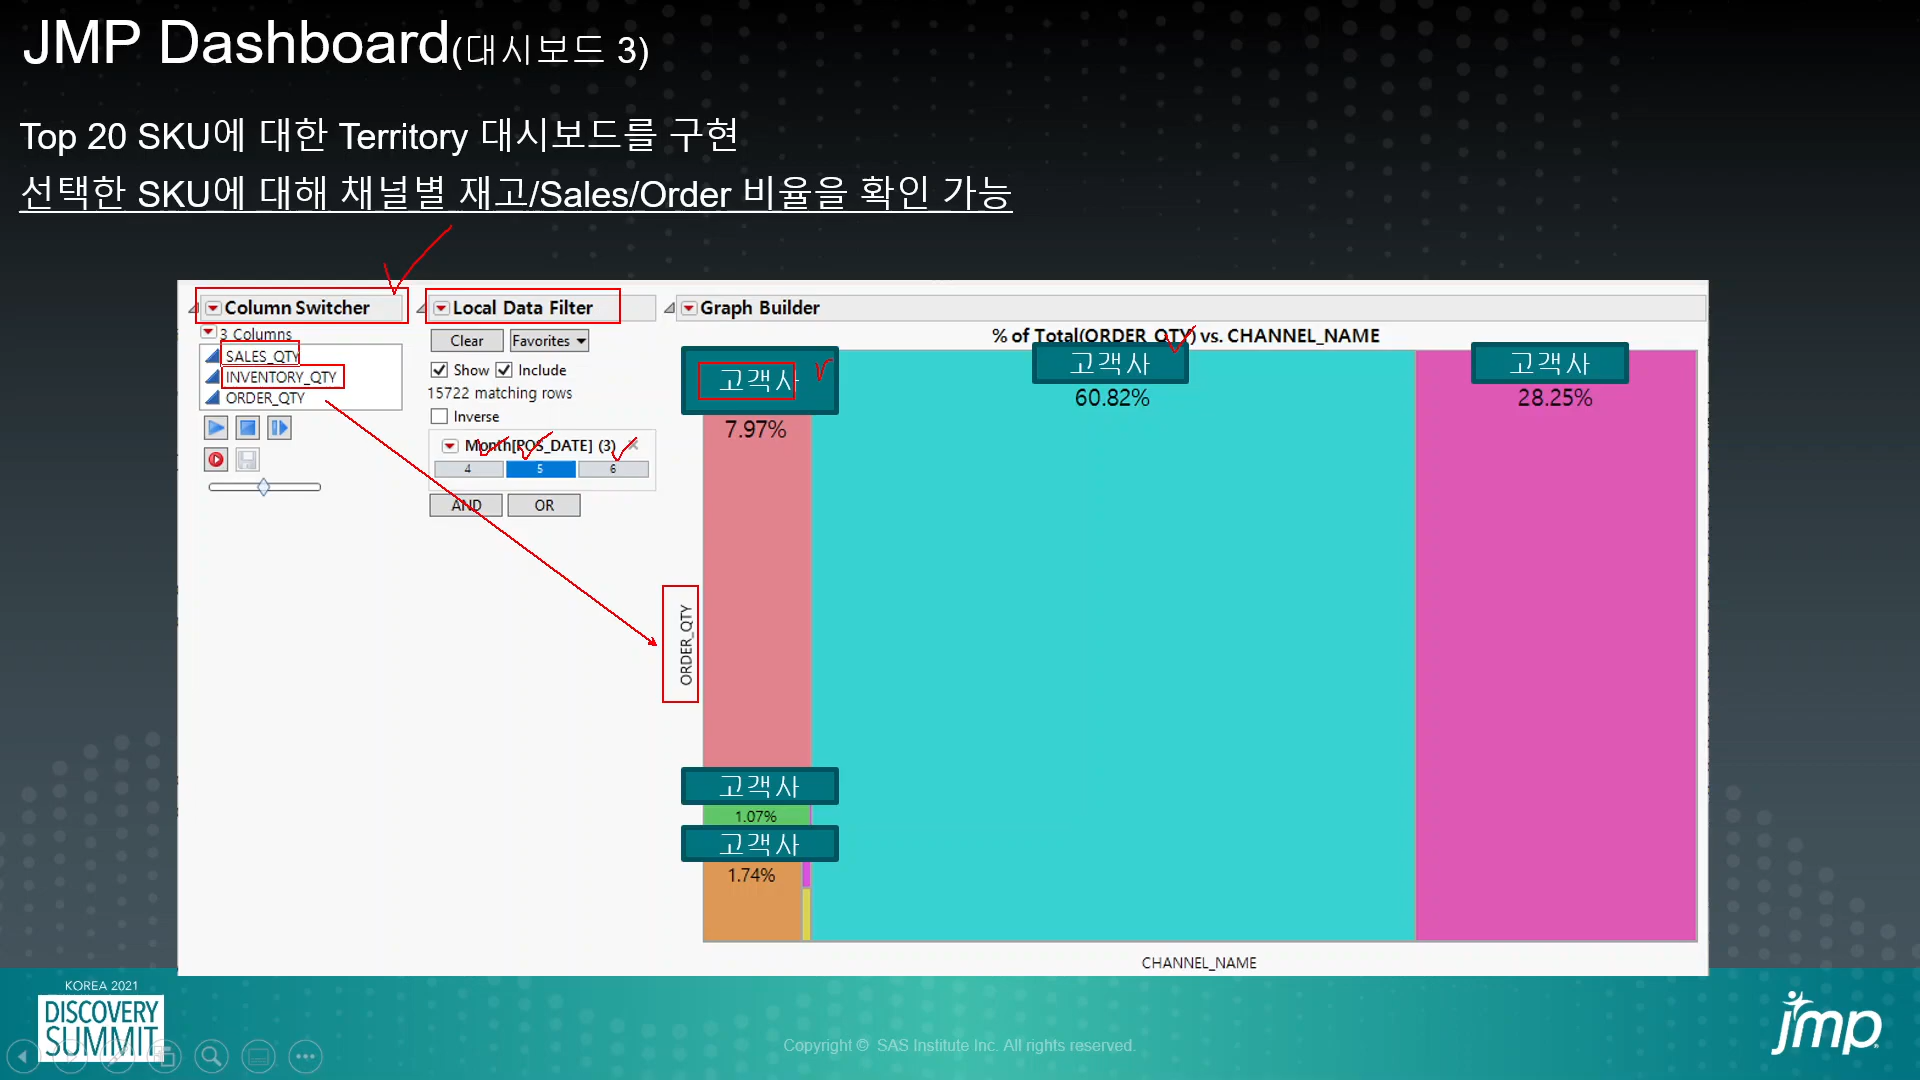 JMP Dashboard(대시보드 3)
Top 20 SKU에 대한 Territory 대시보드를 구현
선택한 SKU에 대해 채널별 재고/Sales/Order 비율을 확인 가능
Column Switcher
3 Columns
SALES_QTY
INVENTORY_QTY
ORDER_QTY
Local Data Filter
Clear
Favorites
Show
Include
15722 matching rows
Inverse
Month[POS_DATE] (3)
4
5
6
AND
OR
Graph Builder
% of Total(ORDER_QTY) vs. CHANNEL_NAME
고객사
7.97%
고객사
60.82%
고객사
28.25%
고객사
1.07%
고객사
1.74%
ORDER_QTY
CHANNEL_NAME
KOREA 2021
DISCOVERY
SUMMIT
Copyright © SAS Institute Inc. All rights reserved.
jmp